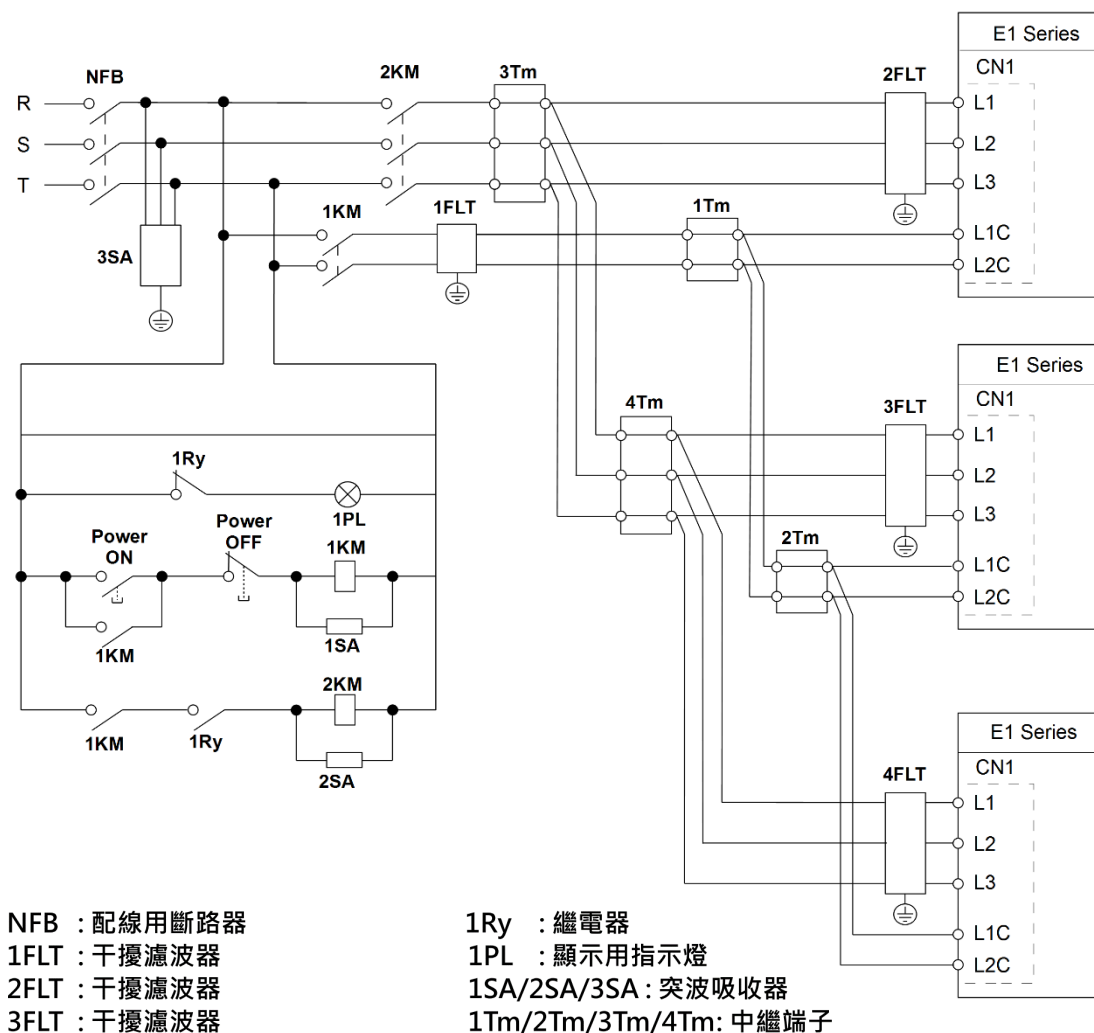 E1 Series
CN1
NFB
2KM
3Tm
2FLT
R
L1
S
L2
T
L3
1KM
1FLT
1Tm
3SA
L1C
L2C
E1 Series
CN1
4Tm
3FLT
L1
1Ry
L2
1PL
L3
Power
ON
Power
OFF
1KM
2Tm
L1C
L2C
1KM
1SA
2KM
1KM
1Ry
2SA
E1 Series
CN1
4FLT
L1
L2
L3
L1C
L2C
NFB : 配線用斷路器
1FLT : 干擾濾波器
2FLT : 干擾濾波器
3FLT : 干擾濾波器
1Ry : 繼電器
1PL : 顯示用指示燈
1SA/2SA/3SA : 突波吸收器
1Tm/2Tm/3Tm/4Tm: 中繼端子